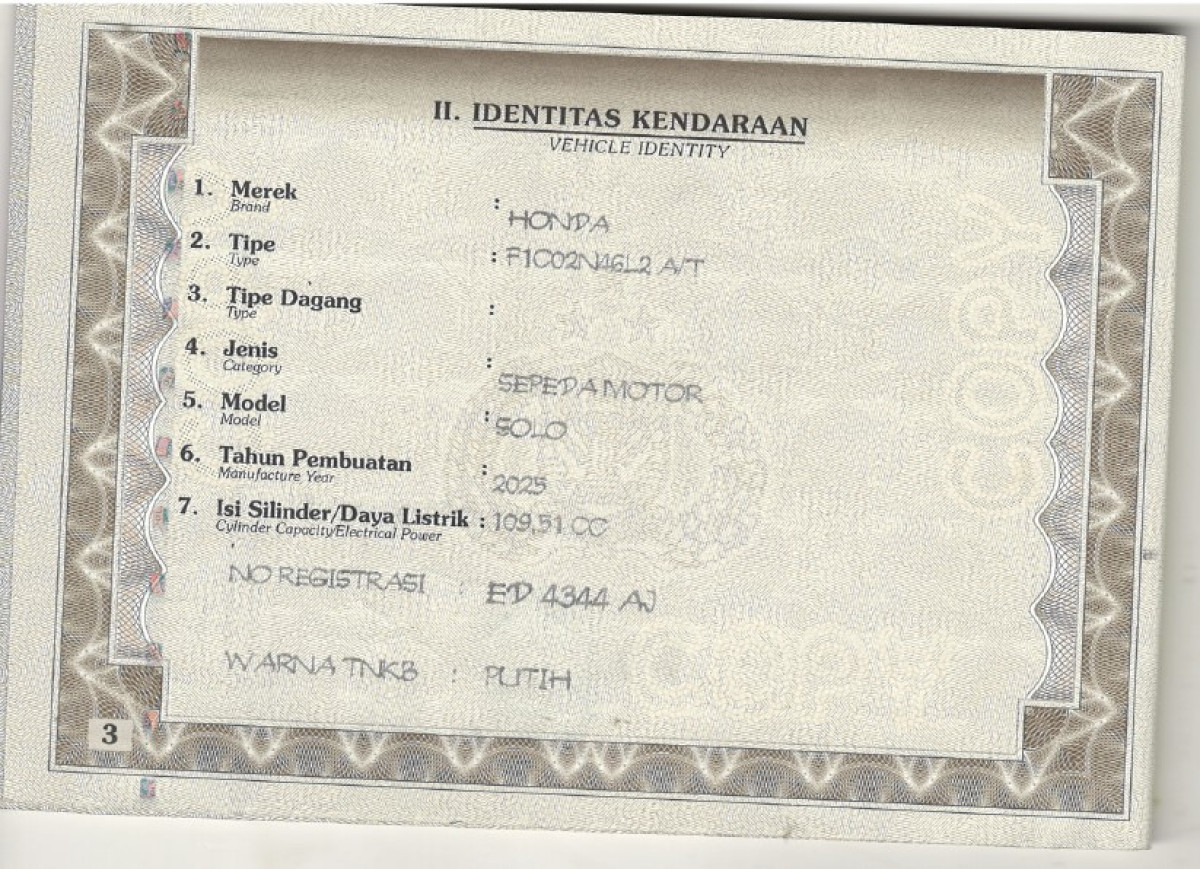 II. IDENTITAS KENDARAAN
VEHICLE IDENTITY
1. Merek : HONDA
Brand
2. Tipe : F1C02N46L2 A/T
Type
3. Tipe Dagang :
Type
4. Jenis : SEPEDA MOTOR
Category
5. Model : SOLO
Model
6. Tahun Pembuatan : 2025
Manufacture Year
7. Isi Silinder/Daya Listrik : 109,51 CC
Cylinder Capacity/Electrical Power
NO REGISTRASI : ED 4344 AJ
WARNA TNKB : PUTIH
3
COPY